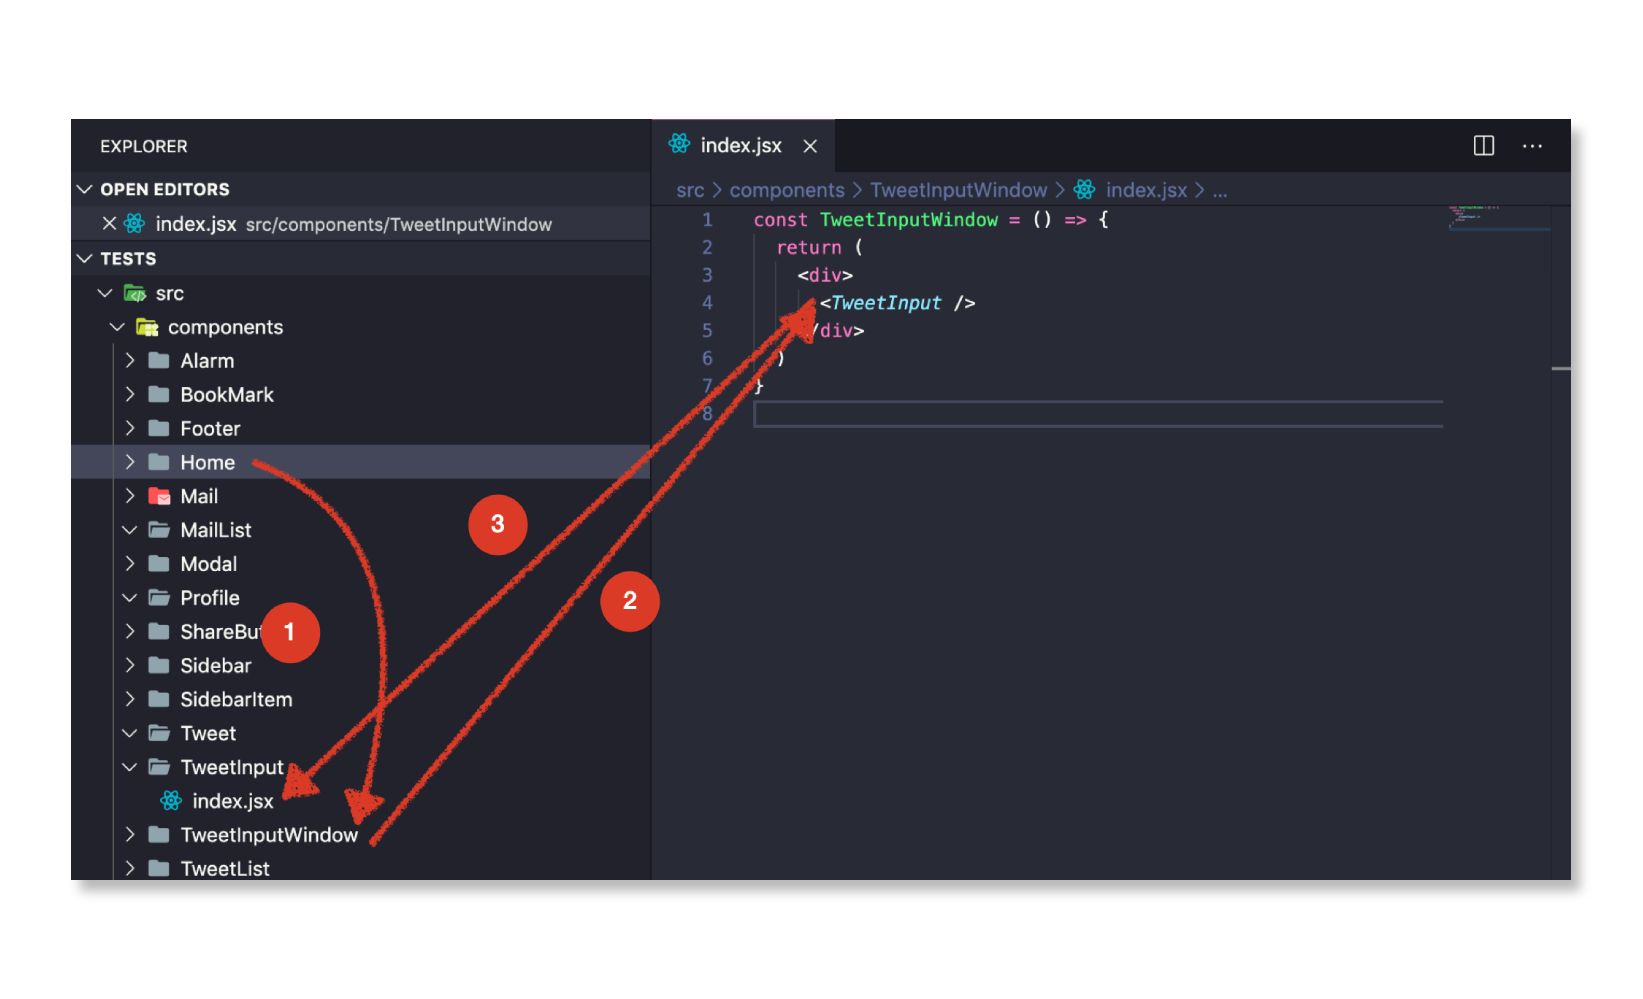 EXPLORER
OPEN EDITORS
index.jsx src/components/TweetInputWindow
TESTS
src
components
Alarm
BookMark
Footer
Home
Mail
MailList
Modal
Profile
ShareBut
Sidebar
SidebarItem
Tweet
TweetInput
index.jsx
TweetInputWindow
TweetList
1
3
2
index.jsx
src > components > TweetInputWindow > index.jsx > ...
1 const TweetInputWindow = () => {
2 return (
3 <div>
4 <TweetInput />
5 /div>
6 )
7 }
8